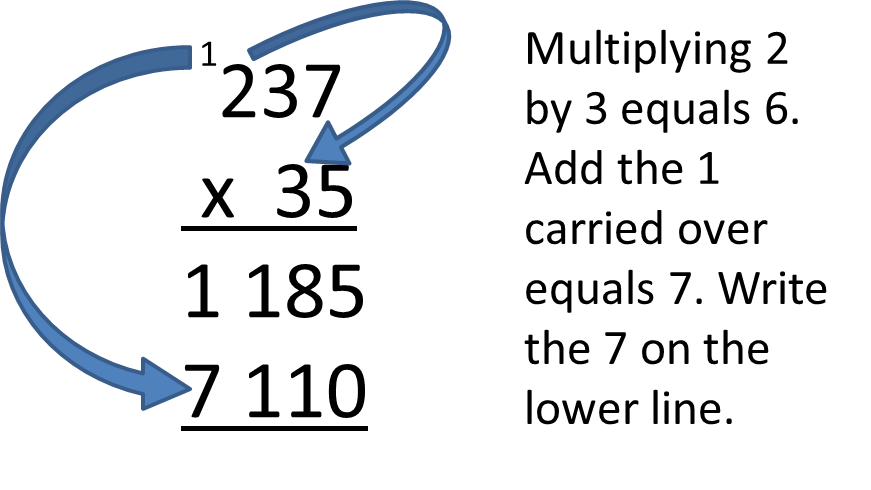 1
237
x 35
1 185
7 110
Multiplying 2
by 3 equals 6.
Add the 1
carried over
equals 7. Write
the 7 on the
lower line.